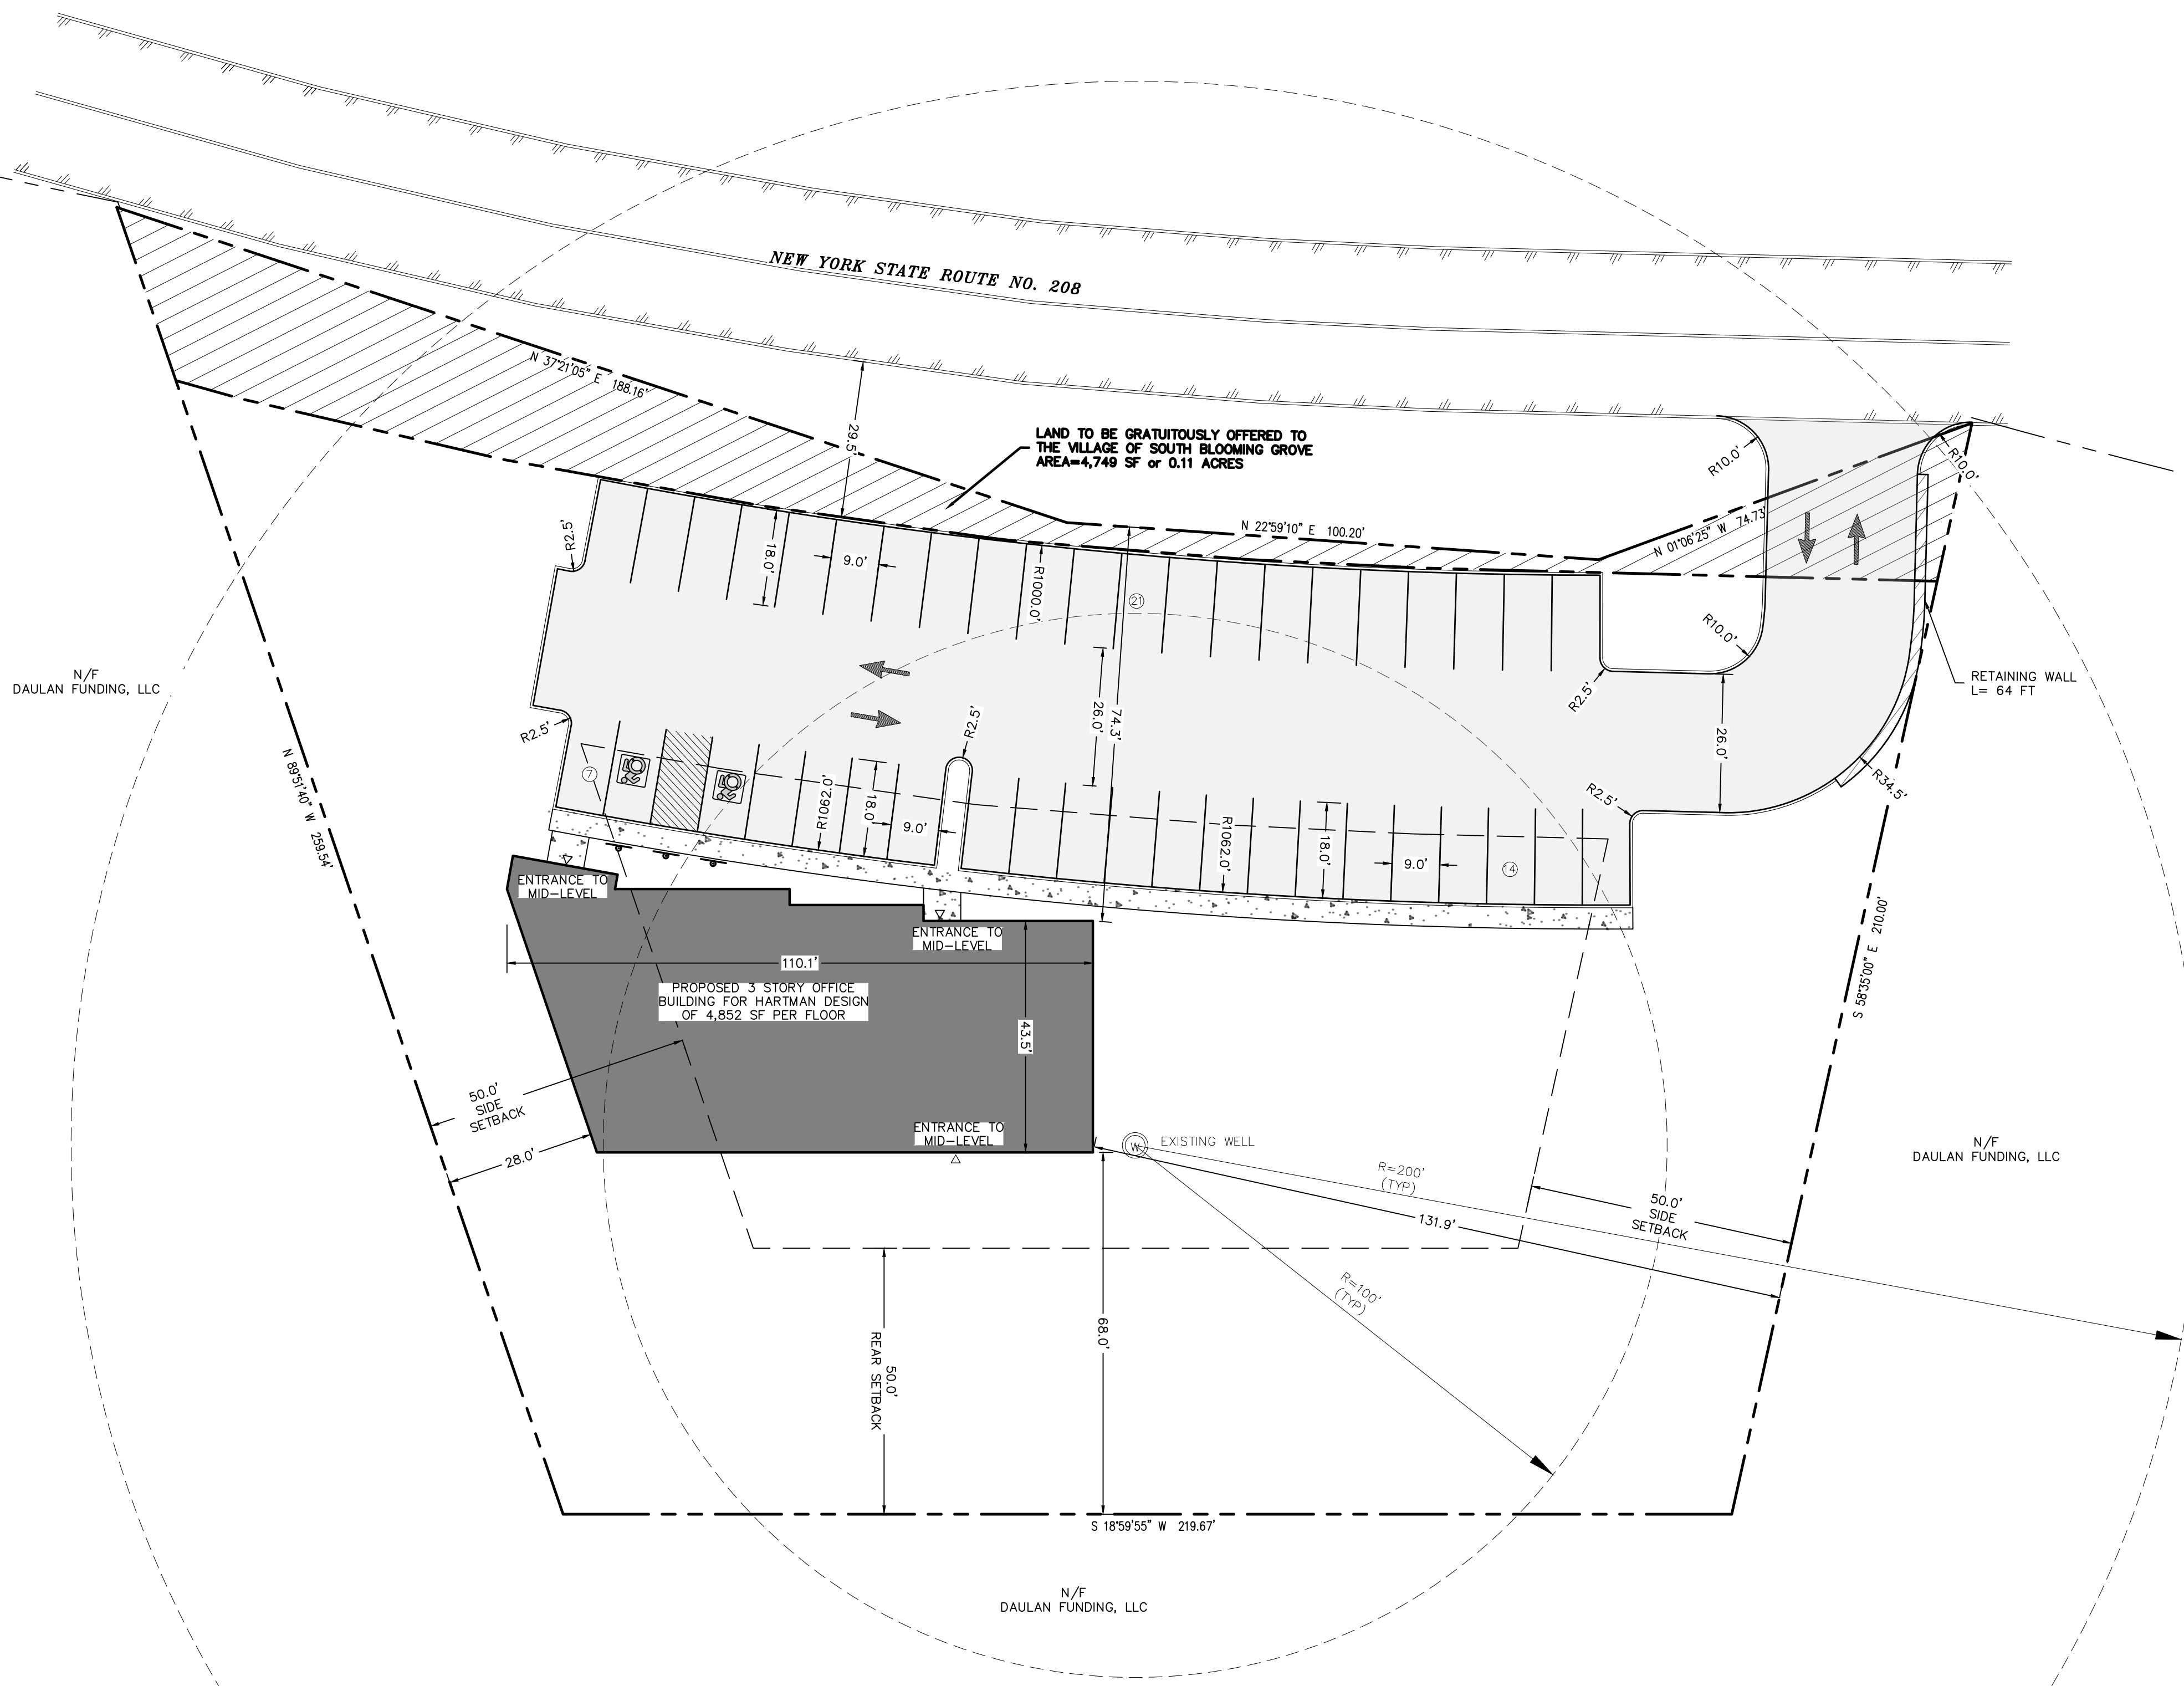 NEW YORK STATE ROUTE NO. 208
N 37°21'05" E 188.16'
29.5'
LAND TO BE GRATUITOUSLY OFFERED TO
THE VILLAGE OF SOUTH BLOOMING GROVE
AREA=4,749 SF or 0.11 ACRES
R10.0'
R10.0'
N 22°59'10" E 100.20'
N 01°06'25" W 74.73'
R2.5'
18.0'
9.0'
R1000.0'
21
R10.0'
N/F
DAULAN FUNDING, LLC
RETAINING WALL
L= 64 FT
R2.5'
R2.5'
R2.5'
26.0'
74.3'
26.0'
7
R1062.0'
18.0'
9.0'
R1062.0'
18.0'
9.0'
14
R2.5'
R34.5'
N 89°51'40" W 259.54'
ENTRANCE TO
MID-LEVEL
ENTRANCE TO
MID-LEVEL
110.1'
PROPOSED 3 STORY OFFICE
BUILDING FOR HARTMAN DESIGN
OF 4,852 SF PER FLOOR
43.5'
S 58°35'00" E 210.00'
50.0'
SIDE
SETBACK
28.0'
ENTRANCE TO
MID-LEVEL
W
EXISTING WELL
R=200'
(TYP)
N/F
DAULAN FUNDING, LLC
50.0'
SIDE
SETBACK
131.9'
R=100'
(TYP)
68.0'
50.0'
REAR SETBACK
S 18°59'55" W 219.67'
N/F
DAULAN FUNDING, LLC